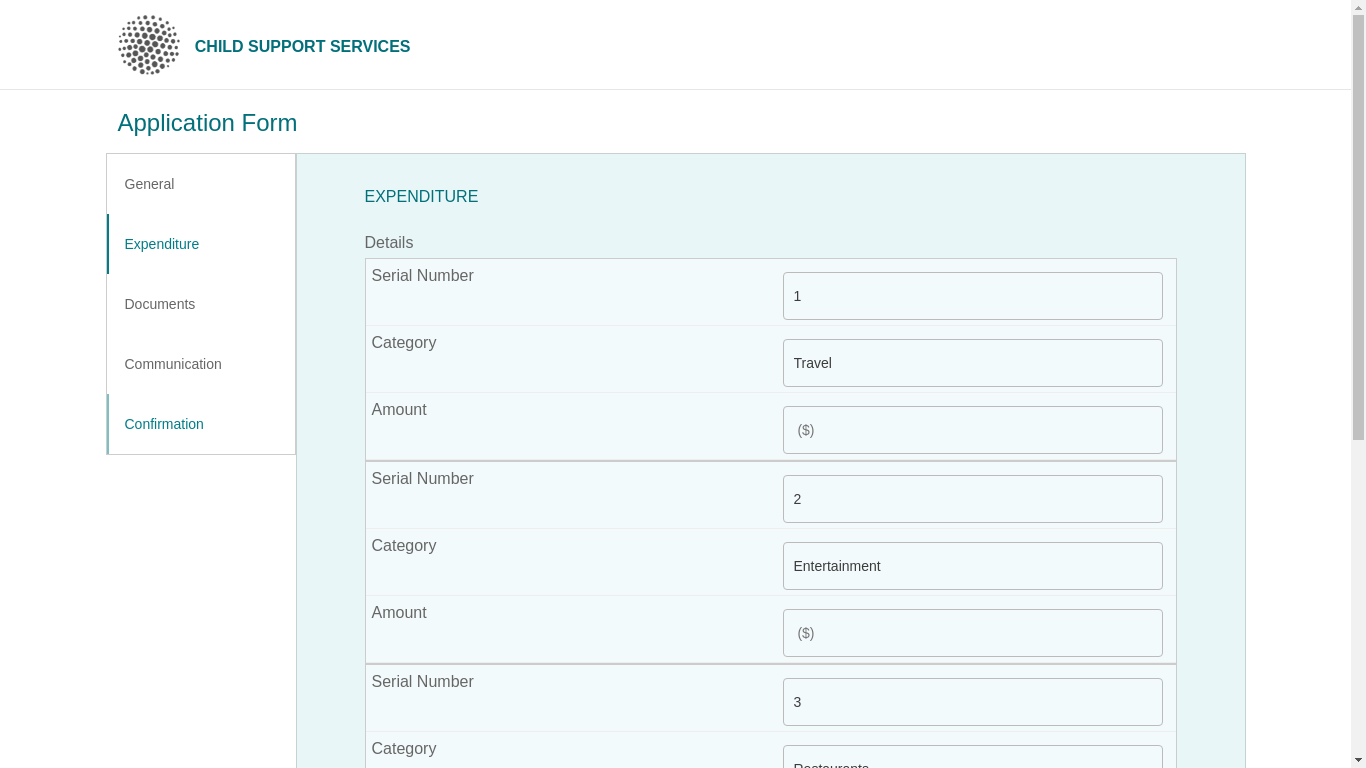 CHILD SUPPORT SERVICES
Application Form
General
Expenditure
Documents
Communication
Confirmation
EXPENDITURE
Details
Serial Number
1
Category
Travel
Amount
($)
Serial Number
2
Category
Entertainment
Amount
($)
Serial Number
3
Category
Restaurants